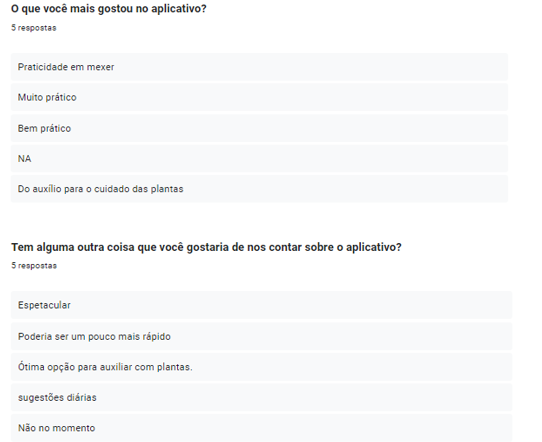 O que você mais gostou no aplicativo?
5 respostas
Praticidade em mexer
Muito prático
Bem prático
NA
Do auxílio para o cuidado das plantas
Tem alguma outra coisa que você gostaria de nos contar sobre o aplicativo?
5 respostas
Espetacular
Poderia ser um pouco mais rápido
Ótima opção para auxiliar com plantas.
sugestões diárias
Não no momento